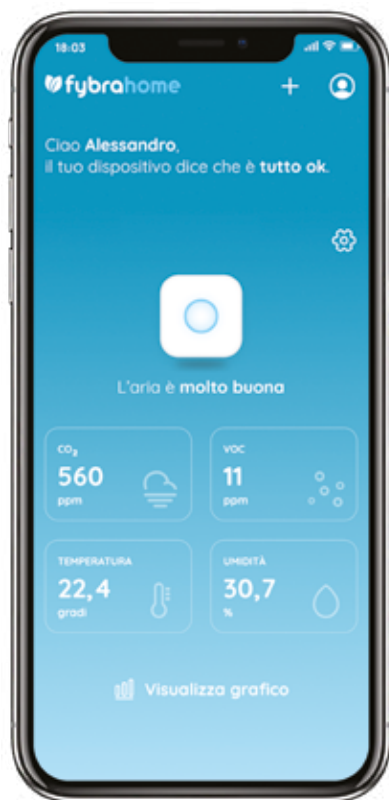 18:03
fybrahome
Ciao Alessandro,
il tuo dispositivo dice che è tutto ok.
L'aria è molto buona
CO₂
560
ppm
VOC
11
ppm
TEMPERATURA
22,4
gradi
UMIDITÀ
30,7
%
Visualizza grafico